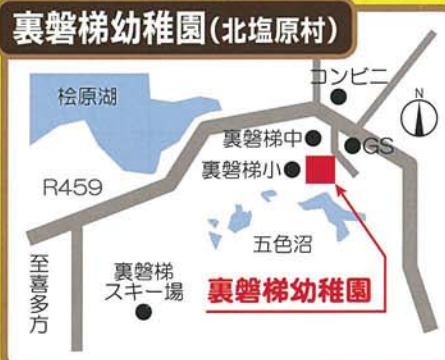 裏磐梯幼稚園(北塩原村)
コンビニ
桧原湖
N
裏磐梯中
GS
裏磐梯小
R459
五色沼
至喜多方
裏磐梯
スキー場
裏磐梯幼稚園